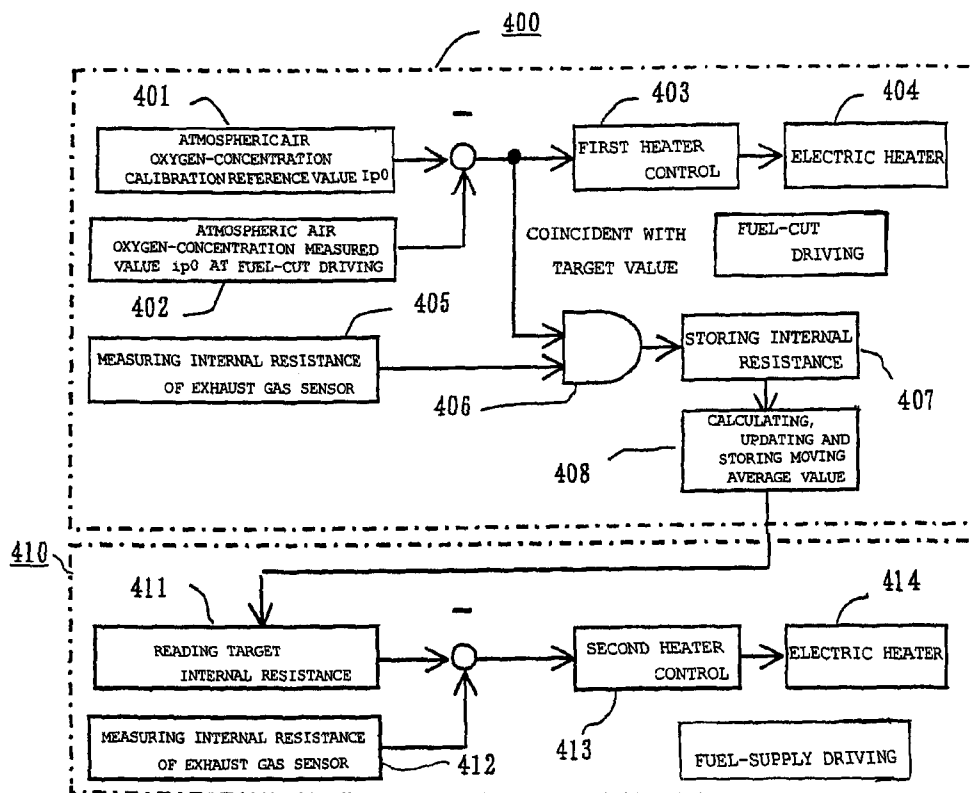 400
401
403
404
−
ATMOSPHERIC AIR
OXYGEN-CONCENTRATION
CALIBRATION REFERENCE VALUE Ip0
FIRST HEATER
CONTROL
ELECTRIC HEATER
ATMOSPHERIC AIR
OXYGEN-CONCENTRATION MEASURED
VALUE ip0 AT FUEL-CUT DRIVING
COINCIDENT WITH
TARGET VALUE
FUEL-CUT
DRIVING
402
405
MEASURING INTERNAL RESISTANCE
OF EXHAUST GAS SENSOR
406
STORING INTERNAL
RESISTANCE
407
408
CALCULATING,
UPDATING AND
STORING MOVING
AVERAGE VALUE
410
411
−
414
READING TARGET
INTERNAL RESISTANCE
SECOND HEATER
CONTROL
ELECTRIC HEATER
MEASURING INTERNAL RESISTANCE
OF EXHAUST GAS SENSOR
412
413
FUEL-SUPPLY DRIVING